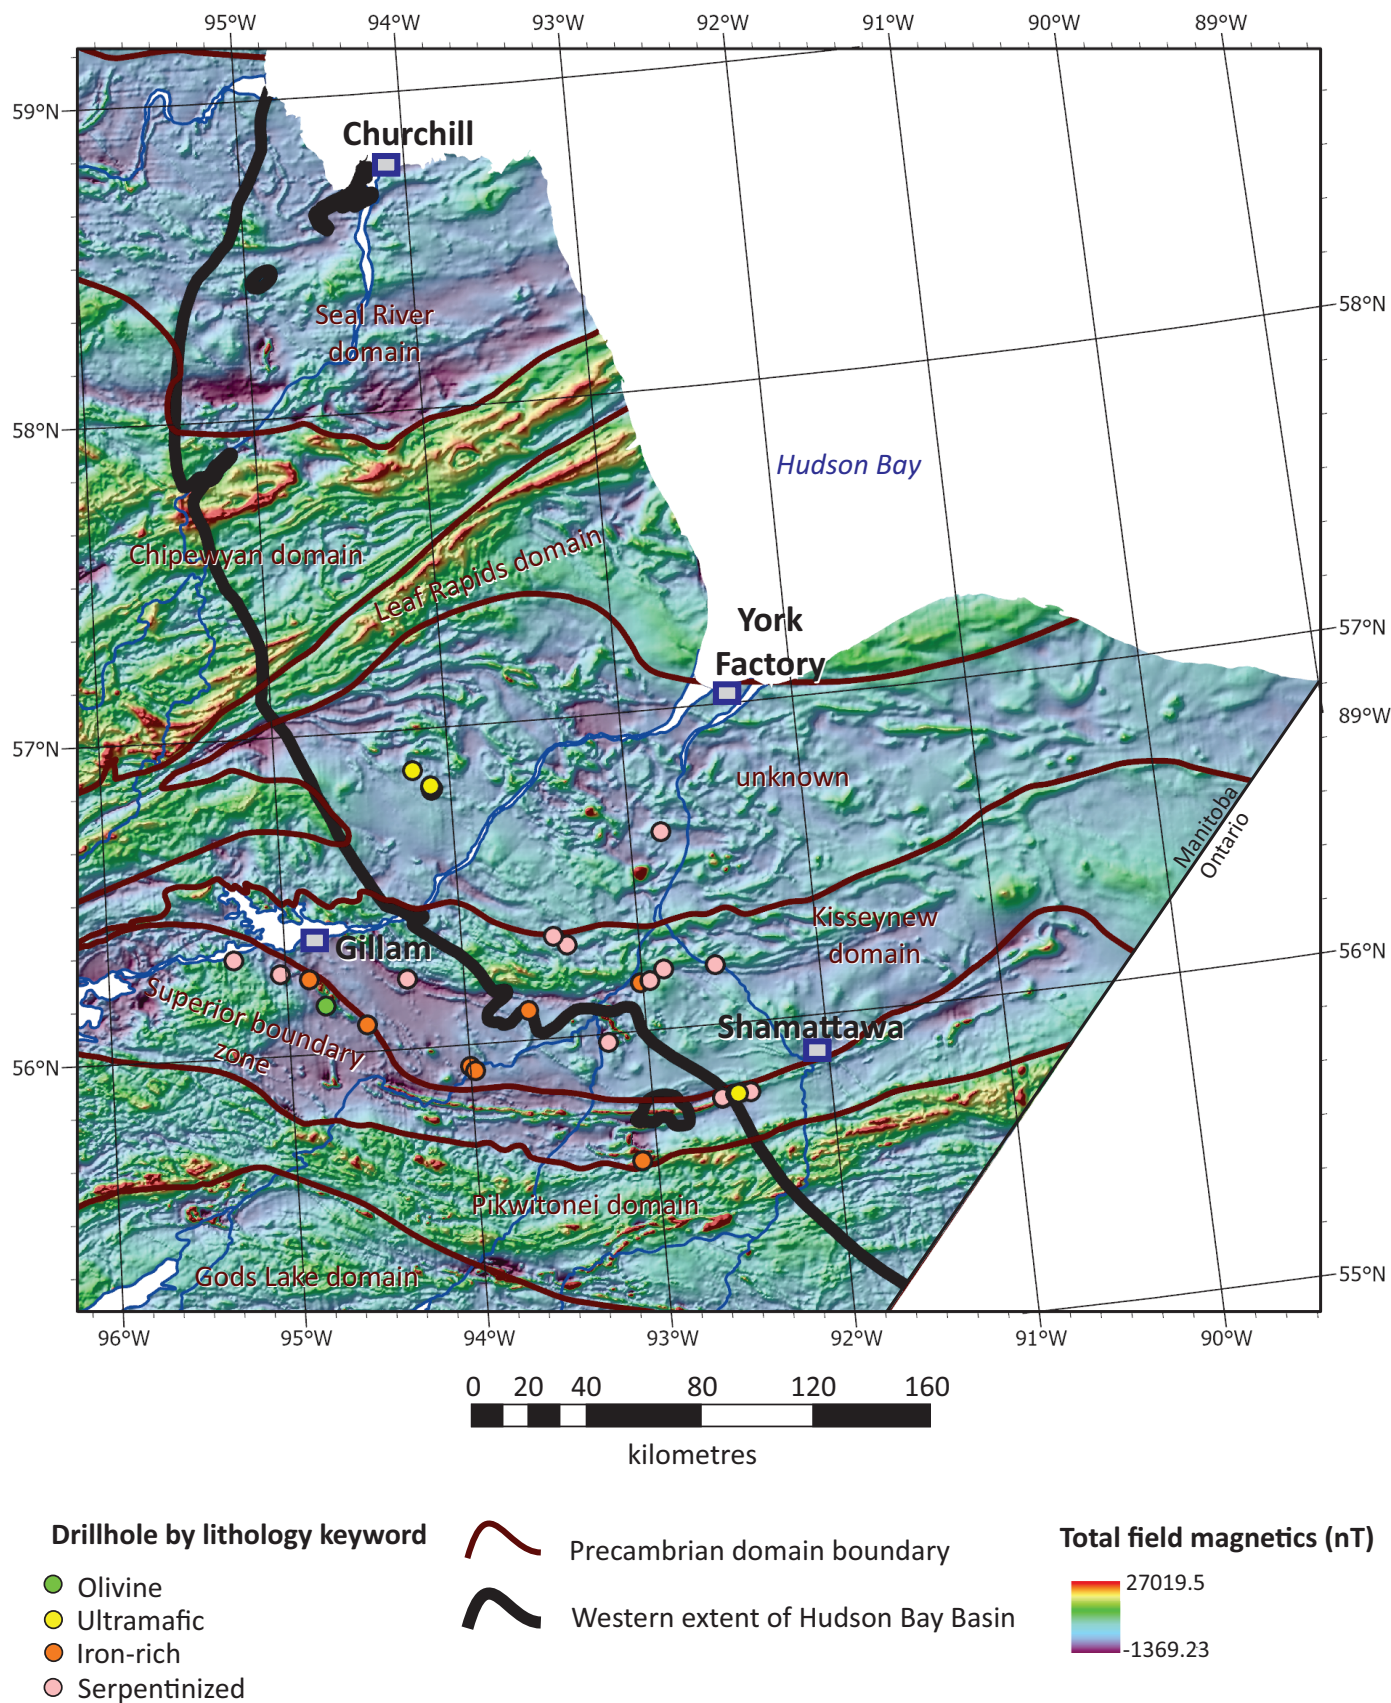 95°W 94°W 93°W 92°W 91°W 90°W 89°W
59°N
Churchill
Seal River
domain
58°N
58°N
Hudson Bay
Chipewyan domain
Leaf Rapids domain
York
Factory
57°N
89°W
57°N
unknown
Manitoba
Ontario
Kisseynew
domain
Gillam
56°N
Superior boundary
zone
Shamattawa
56°N
Pikwitonei domain
Gods Lake domain
55°N
96°W 95°W 94°W 93°W 92°W 91°W 90°W
0 20 40 80 120 160
kilometres
Drillhole by lithology keyword
Olivine
Ultramafic
Iron-rich
Serpentinized
Precambrian domain boundary
Western extent of Hudson Bay Basin
Total field magnetics (nT)
27019.5
-1369.23